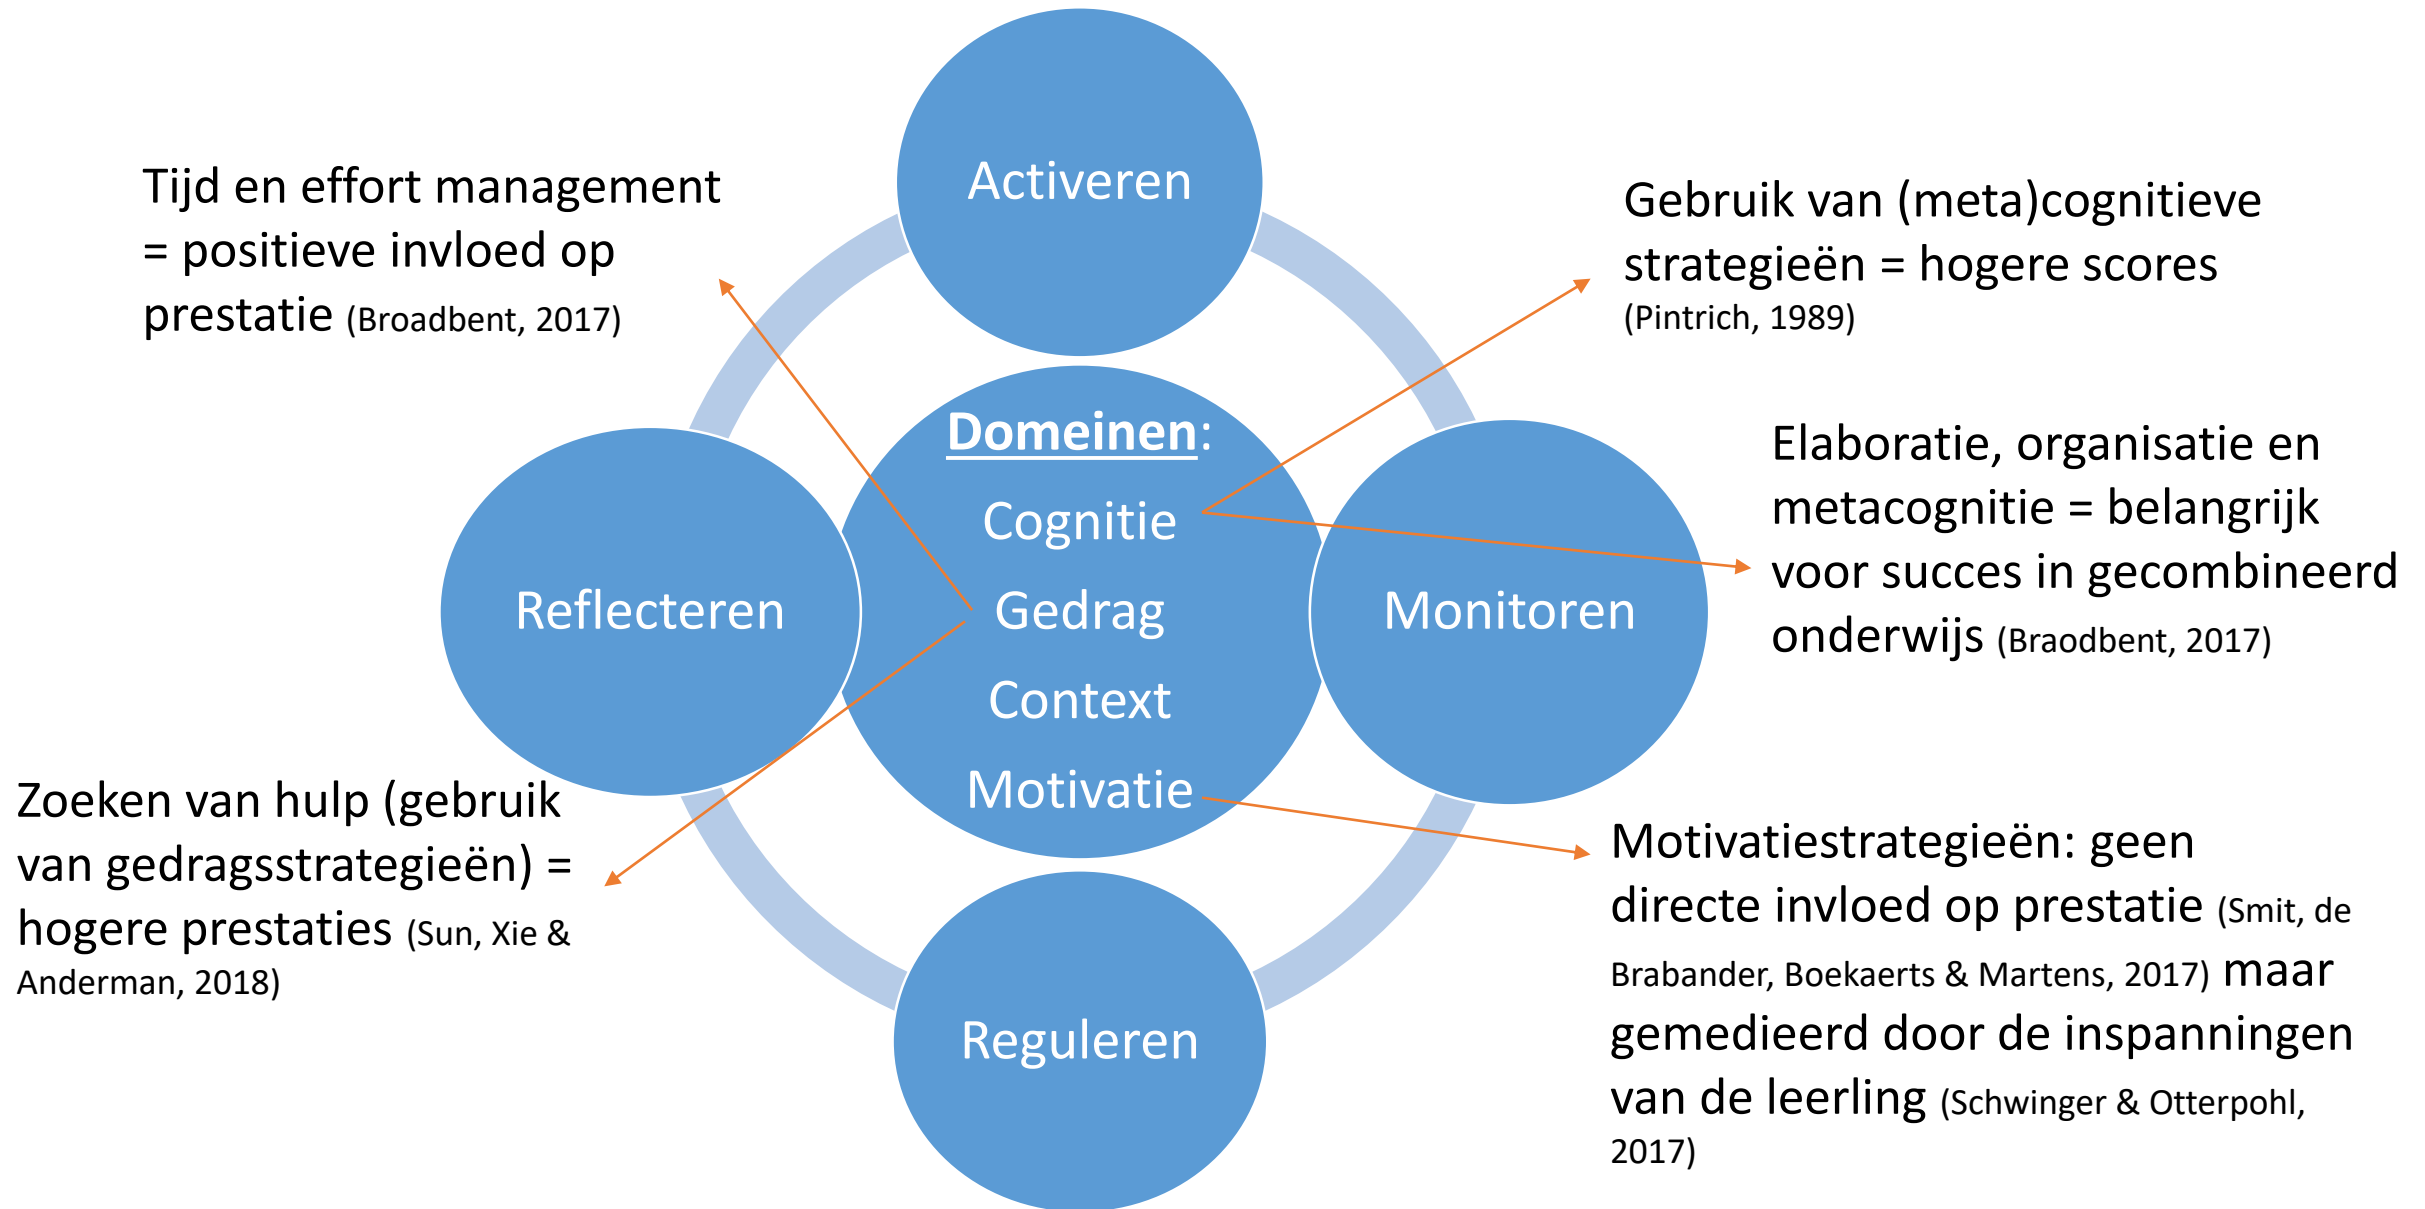 Activeren
Tijd en effort management
= positieve invloed op
prestatie (Broadbent, 2017)
Gebruik van (meta)cognitieve
strategieën = hogere scores
(Pintrich, 1989)
Domeinen:
Cognitie
Gedrag
Context
Motivatie
Reflecteren
Monitoren
Elaboratie, organisatie en
metacognitie = belangrijk
voor succes in gecombineerd
onderwijs (Braodbent, 2017)
Zoeken van hulp (gebruik
van gedragsstrategieën) =
hogere prestaties (Sun, Xie &
Anderman, 2018)
Motivatiestrategieën: geen
directe invloed op prestatie (Smit, de
Brabander, Boekaerts & Martens, 2017) maar
gemedieerd door de inspanningen
van de leerling (Schwinger & Otterpohl,
2017)
Reguleren